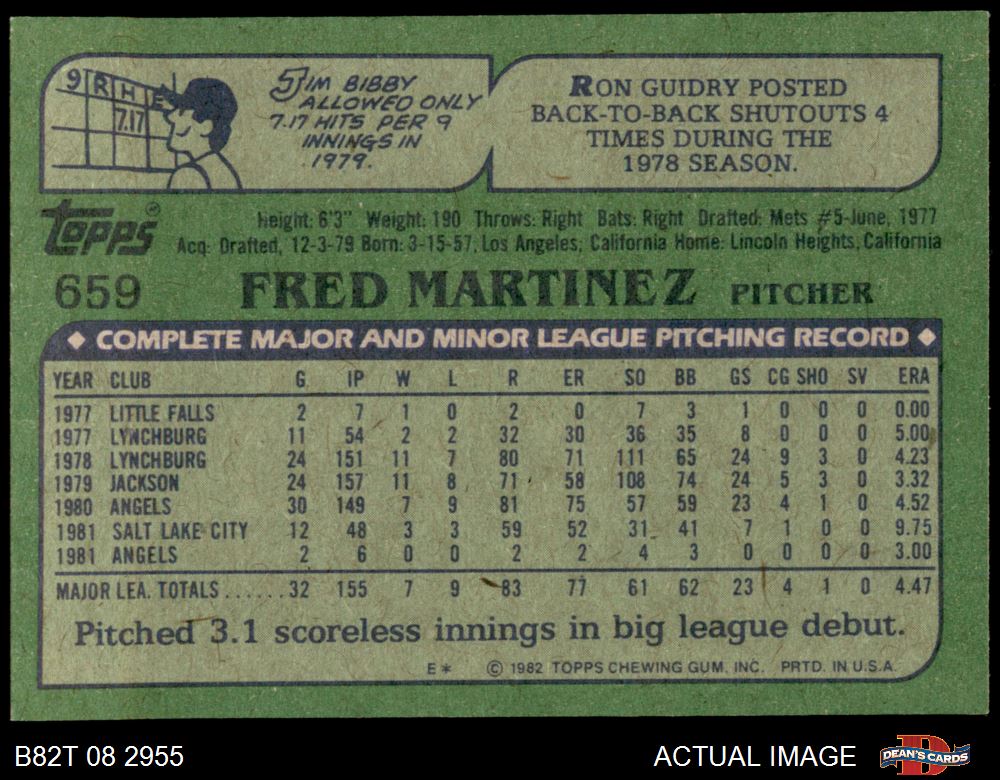 9 R H E
7.17
JIM BIBBY
ALLOWED ONLY
7.17 HITS PER 9
INNINGS IN
1979.
RON GUIDRY POSTED
BACK-TO-BACK SHUTOUTS 4
TIMES DURING THE
1978 SEASON.
Topps®
Height: 6'3" Weight: 190 Throws: Right Bats: Right Drafted: Mets #5-June, 1977
Acq: Drafted, 12-3-79 Born: 3-15-57, Los Angeles, California Home: Lincoln Heights, California
659 FRED MARTINEZ PITCHER
◆ COMPLETE MAJOR AND MINOR LEAGUE PITCHING RECORD ◆
YEAR CLUB G IP W L R ER SO BB GS CG SHO SV ERA
1977 LITTLE FALLS 2 7 1 0 2 0 7 3 1 0 0 0 0.00
1977 LYNCHBURG 11 54 2 2 32 30 36 35 8 0 0 0 5.00
1978 LYNCHBURG 24 151 11 7 80 71 111 65 24 9 3 0 4.23
1979 JACKSON 24 157 11 8 71 58 108 74 24 5 3 0 3.32
1980 ANGELS 30 149 7 9 81 75 57 59 23 4 1 0 4.52
1981 SALT LAKE CITY 12 48 3 3 59 52 31 41 7 1 0 0 9.75
1981 ANGELS 2 6 0 0 2 2 4 3 0 0 0 0 3.00
MAJOR LEA. TOTALS......32 155 7 9 83 77 61 62 23 4 1 0 4.47
Pitched 3.1 scoreless innings in big league debut.
E* © 1982 TOPPS CHEWING GUM, INC. PRTD. IN U.S.A.
B82T 08 2955
ACTUAL IMAGE
DEAN'S CARDS